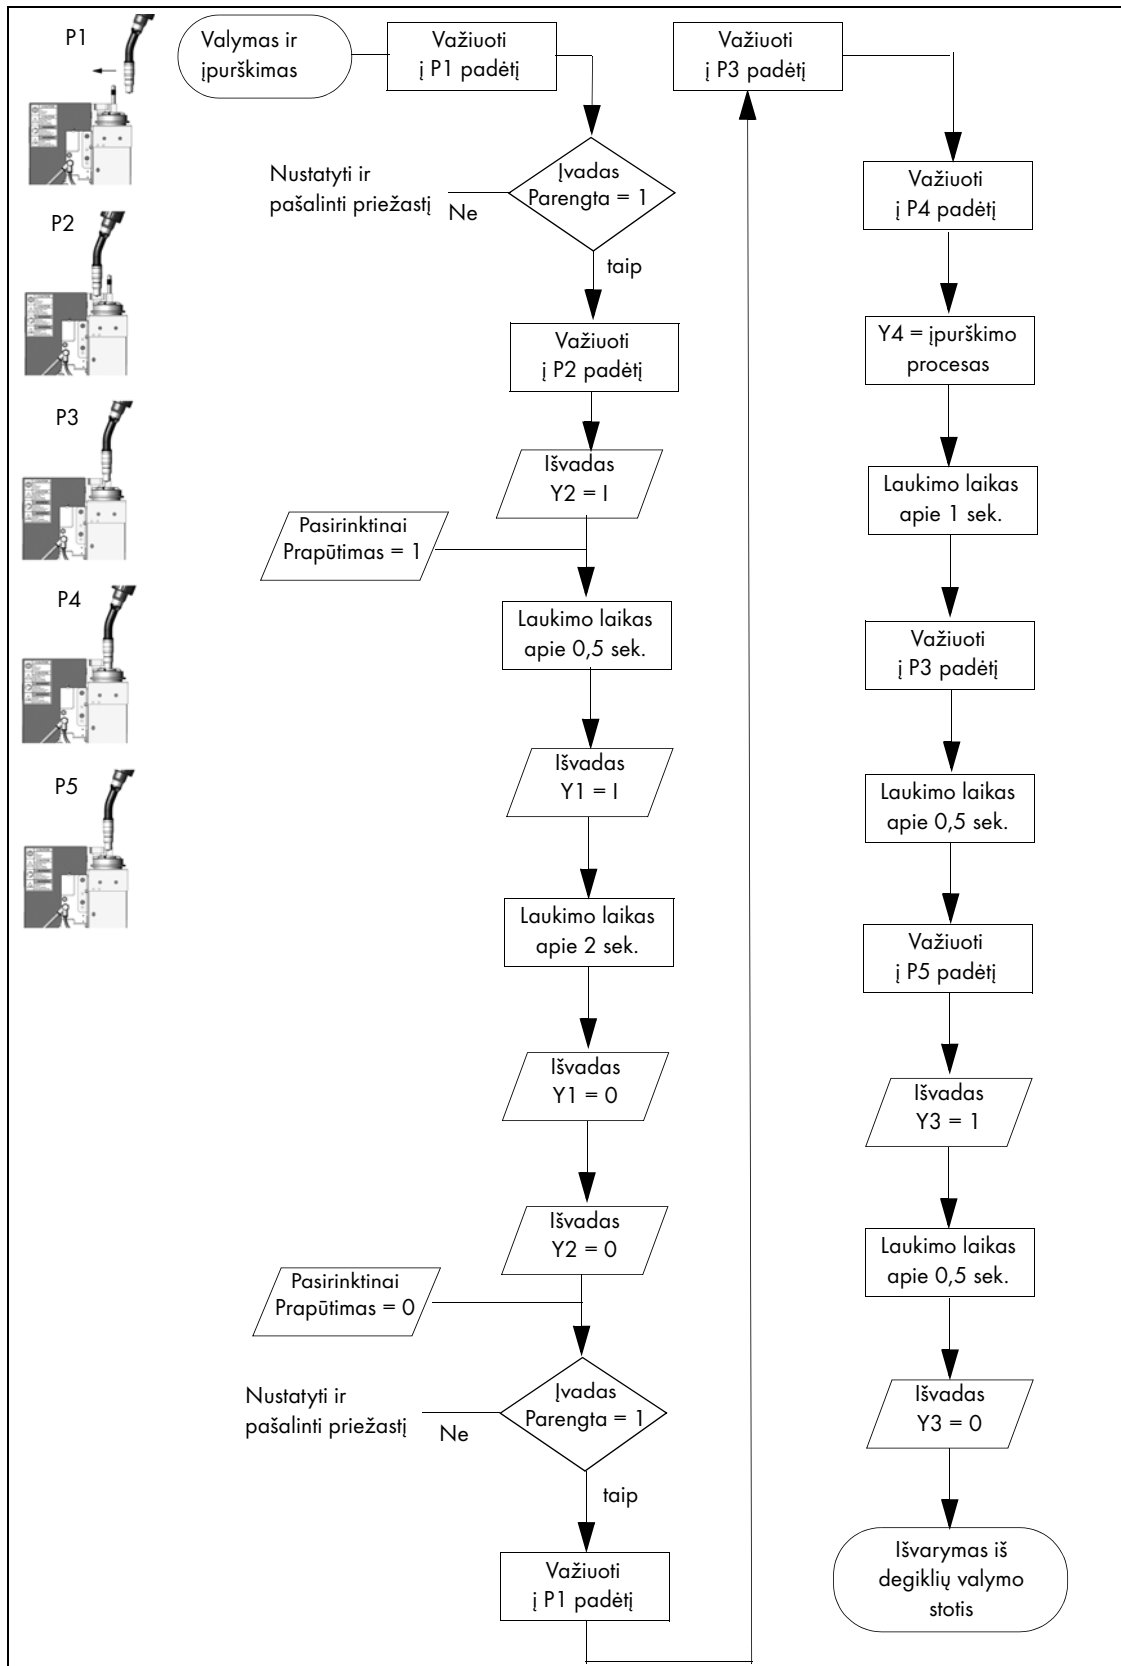 P1
P2
P3
P4
P5
Valymas ir
įpurškimas
Važiuoti
į P1 padėtį
Įvadas
Parengta = 1
Nustatyti ir
pašalinti priežastį
Ne
taip
Važiuoti
į P2 padėtį
Išvadas
Y2 = I
Pasirinktinai
Prapūtimas = 1
Laukimo laikas
apie 0,5 sek.
Išvadas
Y1 = I
Laukimo laikas
apie 2 sek.
Išvadas
Y1 = 0
Išvadas
Y2 = 0
Pasirinktinai
Prapūtimas = 0
Įvadas
Parengta = 1
Nustatyti ir
pašalinti priežastį
Ne
taip
Važiuoti
į P1 padėtį
Važiuoti
į P3 padėtį
Važiuoti
į P4 padėtį
Y4 = įpurškimo
procesas
Laukimo laikas
apie 1 sek.
Važiuoti
į P3 padėtį
Laukimo laikas
apie 0,5 sek.
Važiuoti
į P5 padėtį
Išvadas
Y3 = 1
Laukimo laikas
apie 0,5 sek.
Išvadas
Y3 = 0
Išvarymas iš
degiklių valymo
stotis